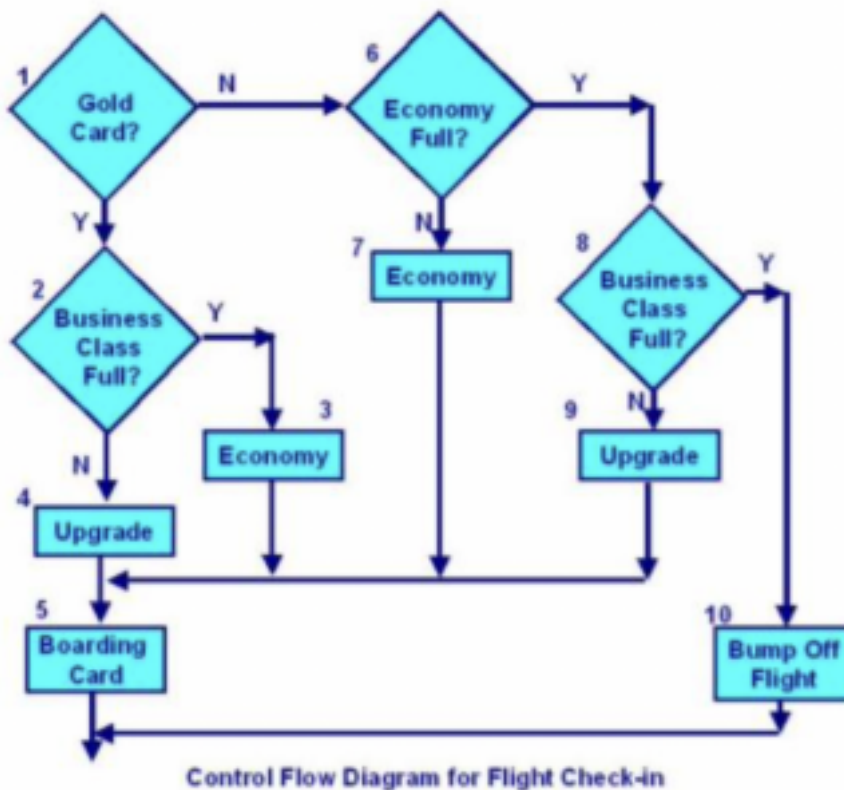 1
Gold
Card?
N
6
Economy
Full?
Y
Y
N
7
Economy
8
Business
Class
Full?
Y
2
Business
Class
Full?
Y
3
Economy
N
9
Upgrade
N
4
Upgrade
5
Boarding
Card
10
Bump Off
Flight
Control Flow Diagram for Flight Check-in